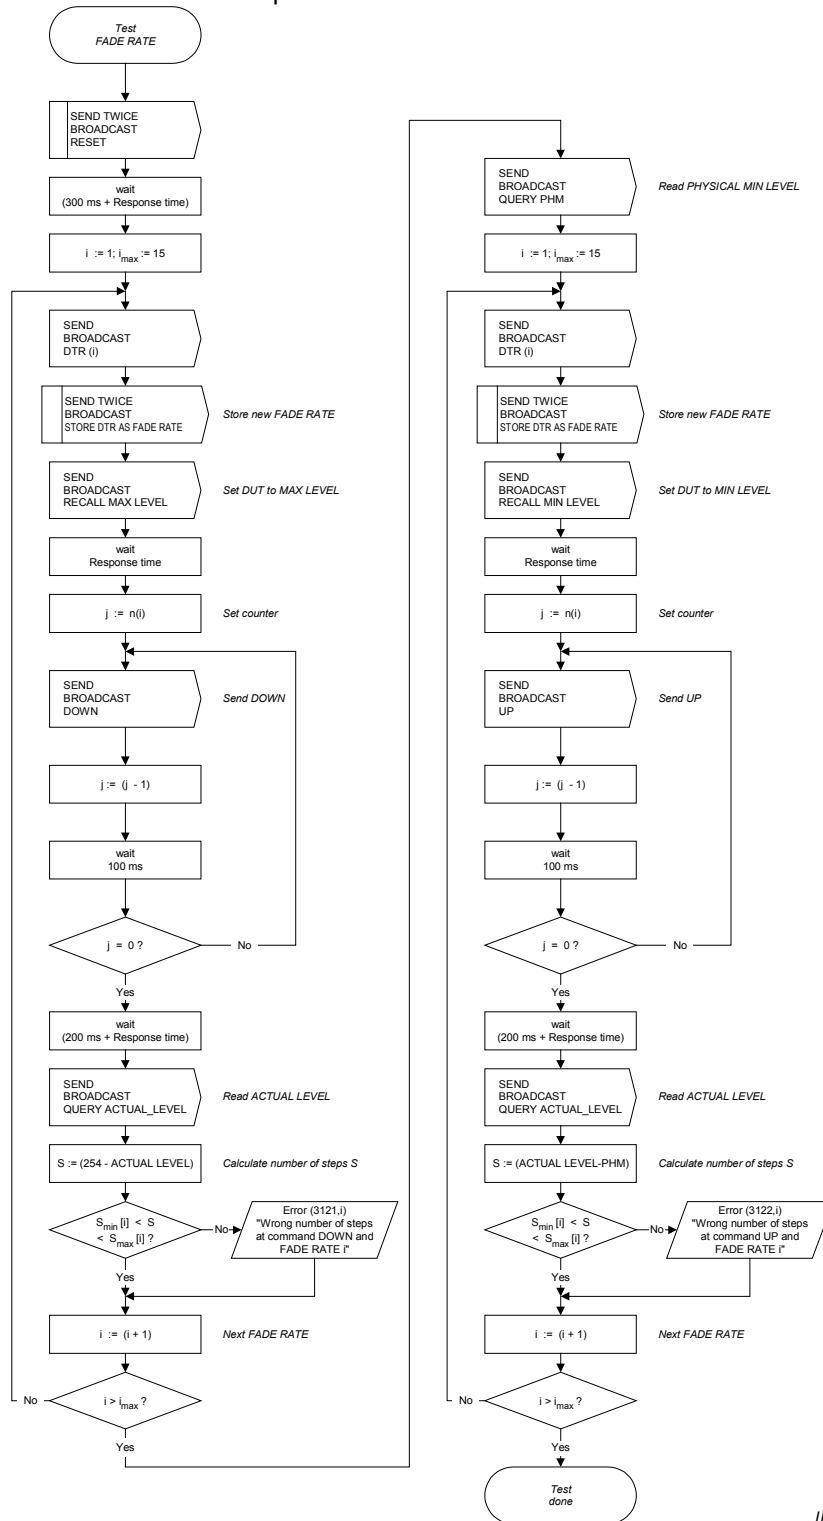 Test
FADE RATE
SEND TWICE
BROADCAST
RESET
wait
(300 ms + Response time)
i := 1; imax := 15
SEND
BROADCAST
DTR (i)
SEND TWICE
BROADCAST
STORE DTR AS FADE RATE
Store new FADE RATE
SEND
BROADCAST
RECALL MAX LEVEL
Set DUT to MAX LEVEL
wait
Response time
j := n(i)
Set counter
SEND
BROADCAST
DOWN
Send DOWN
j := (j - 1)
wait
100 ms
j = 0 ?
No
Yes
wait
(200 ms + Response time)
SEND
BROADCAST
QUERY ACTUAL_LEVEL
Read ACTUAL LEVEL
S := (254 - ACTUAL LEVEL)
Calculate number of steps S
Smin [i] < S
< Smax [i] ?
No
Error (3121,i)
"Wrong number of steps
at command DOWN and
FADE RATE i"
Yes
i := (i + 1)
Next FADE RATE
i > imax ?
No
Yes
SEND
BROADCAST
QUERY PHM
Read PHYSICAL MIN LEVEL
i := 1; imax := 15
SEND
BROADCAST
DTR (i)
SEND TWICE
BROADCAST
STORE DTR AS FADE RATE
Store new FADE RATE
SEND
BROADCAST
RECALL MIN LEVEL
Set DUT to MIN LEVEL
wait
Response time
j := n(i)
Set counter
SEND
BROADCAST
UP
Send UP
j := (j - 1)
wait
100 ms
j = 0 ?
No
Yes
wait
(200 ms + Response time)
SEND
BROADCAST
QUERY ACTUAL_LEVEL
Read ACTUAL LEVEL
S := (ACTUAL LEVEL-PHM)
Calculate number of steps S
Smin [i] < S
< Smax [i] ?
No
Error (3122,i)
"Wrong number of steps
at command UP and
FADE RATE i"
Yes
i := (i + 1)
Next FADE RATE
i > imax ?
No
Yes
Test
done